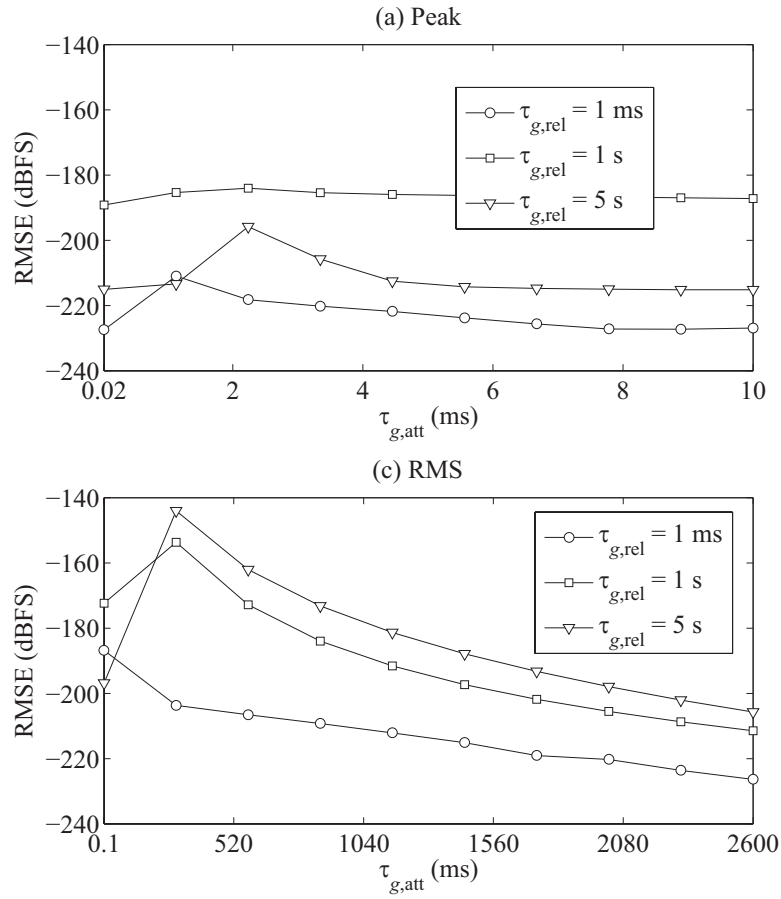 (a) Peak
−140
−160
−180
−200
−220
−240
RMSE (dBFS)
τg,rel = 1 ms
τg,rel = 1 s
τg,rel = 5 s
0.02 2 4 6 8 10
τg,att (ms)
(c) RMS
−140
−160
−180
−200
−220
−240
RMSE (dBFS)
τg,rel = 1 ms
τg,rel = 1 s
τg,rel = 5 s
0.1 520 1040 1560 2080 2600
τg,att (ms)